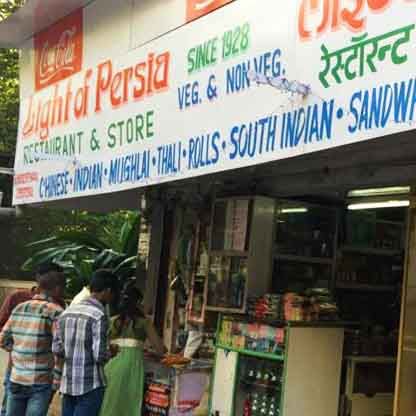 Coca-Cola
Light of Persia
SINCE 1928
VEG. & NON VEG.
RESTAURANT & STORE
रेस्टॉरन्ट
CHINESE • INDIAN • MUGHLAI • THALI • ROLLS • SOUTH INDIAN • SANDWI